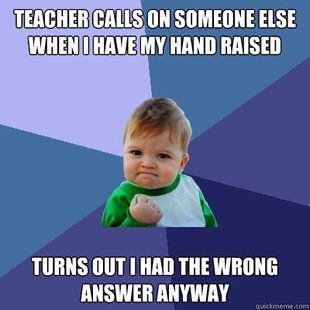 TEACHER CALLS ON SOMEONE ELSE
WHEN I HAVE MY HAND RAISED
TURNS OUT I HAD THE WRONG
ANSWER ANYWAY
quickmeme.com